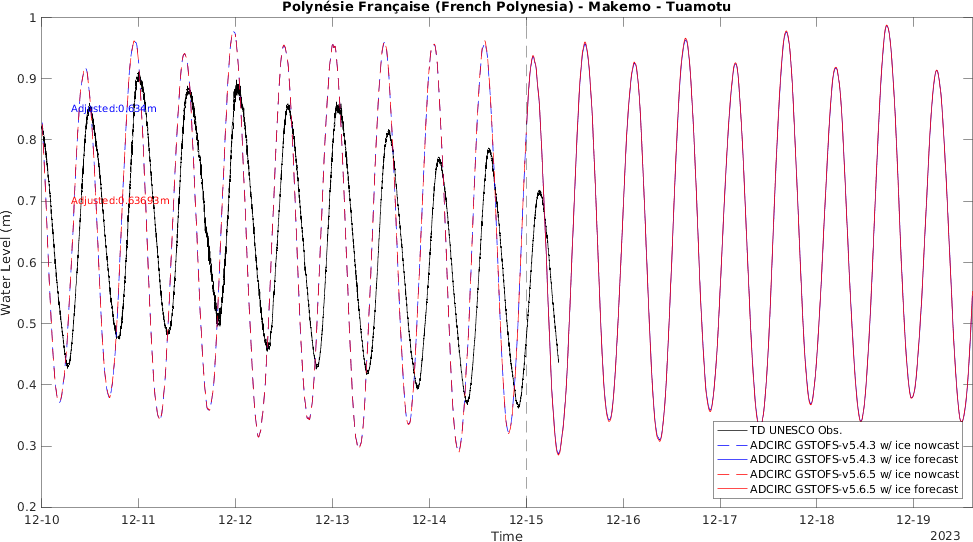 Polynésie Française (French Polynesia) - Makemo - Tuamotu
1
0.9
0.8
0.7
0.6
0.5
0.4
0.3
0.2
Water Level (m)
Adjusted:0.634m
Adjusted:0.63693m
TD UNESCO Obs.
ADCIRC GSTOFS-v5.4.3 w/ ice nowcast
ADCIRC GSTOFS-v5.4.3 w/ ice forecast
ADCIRC GSTOFS-v5.6.5 w/ ice nowcast
ADCIRC GSTOFS-v5.6.5 w/ ice forecast
12-10 12-11 12-12 12-13 12-14 12-15 12-16 12-17 12-18 12-19
Time
2023